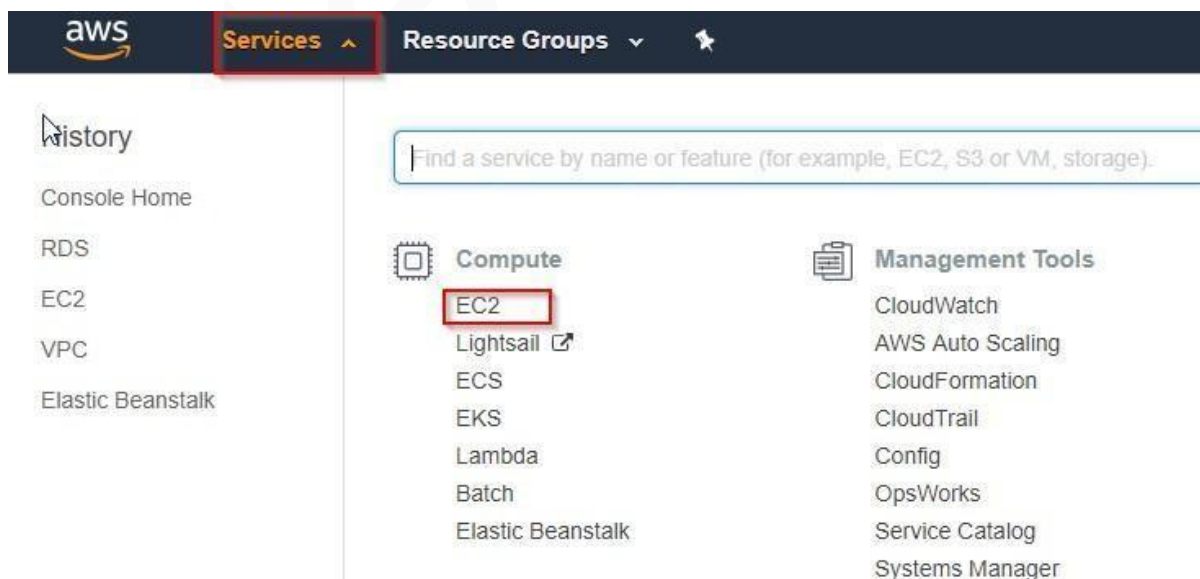 aws Services Resource Groups
History
Console Home
RDS
EC2
VPC
Elastic Beanstalk
Find a service by name or feature (for example, EC2, S3 or VM, storage).
Compute
EC2
Lightsail
ECS
EKS
Lambda
Batch
Elastic Beanstalk
Management Tools
CloudWatch
AWS Auto Scaling
CloudFormation
CloudTrail
Config
OpsWorks
Service Catalog
Systems Manager